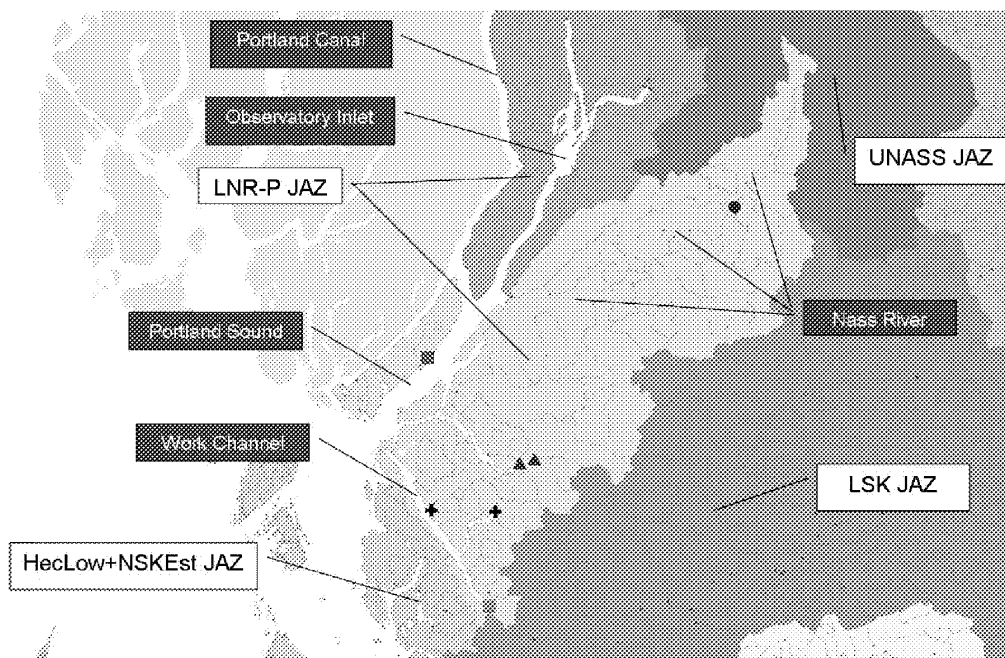 Portland Canal
Observatory Inlet
UNASS JAZ
LNR-P JAZ
Portland Sound
Nass River
Work Channel
LSK JAZ
HecLow+NSKEst JAZ